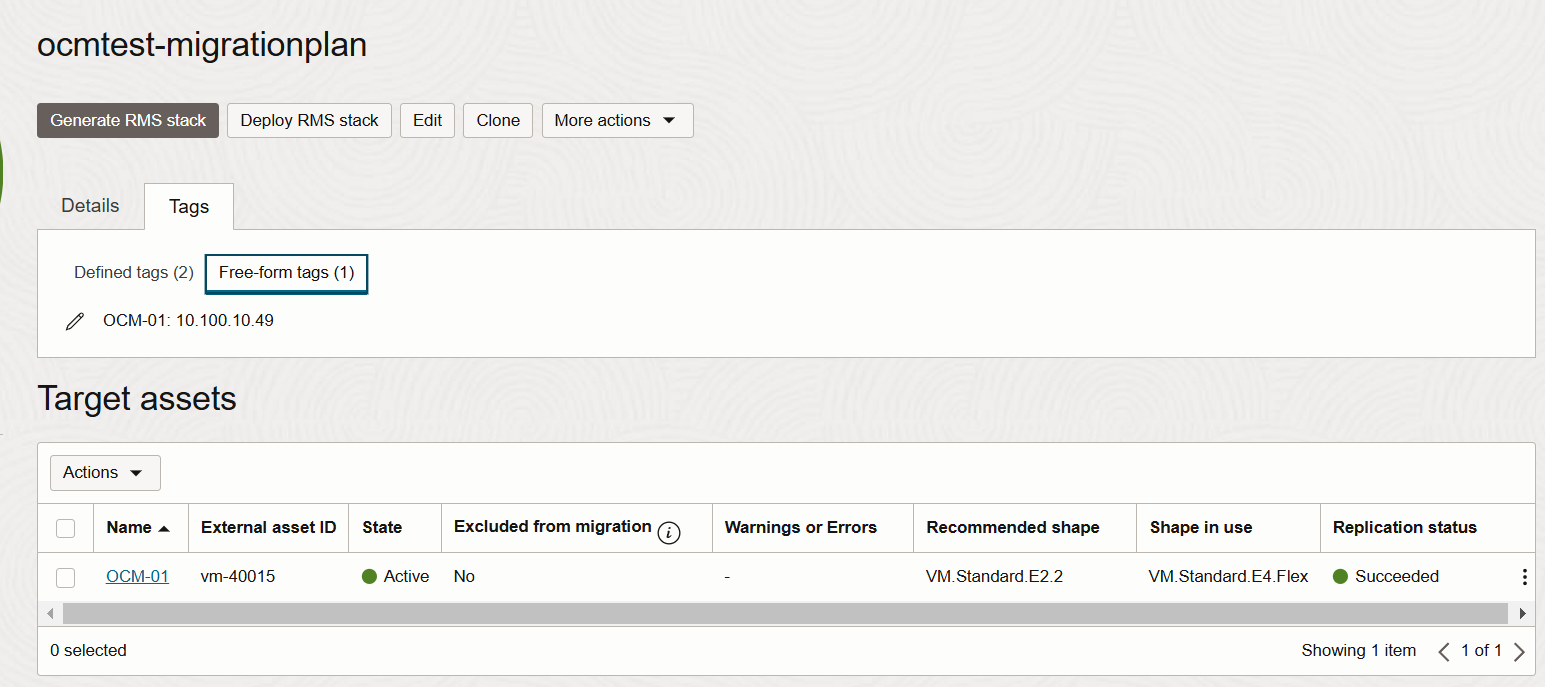 ocmtest-migrationplan
Generate RMS stack Deploy RMS stack Edit Clone More actions
Details Tags
Defined tags (2) Free-form tags (1)
OCM-01: 10.100.10.49
Target assets
Actions
Name External asset ID State Excluded from migration i Warnings or Errors Recommended shape Shape in use Replication status
OCM-01 vm-40015 Active No - VM.Standard.E2.2 VM.Standard.E4.Flex Succeeded
0 selected Showing 1 item 1 of 1